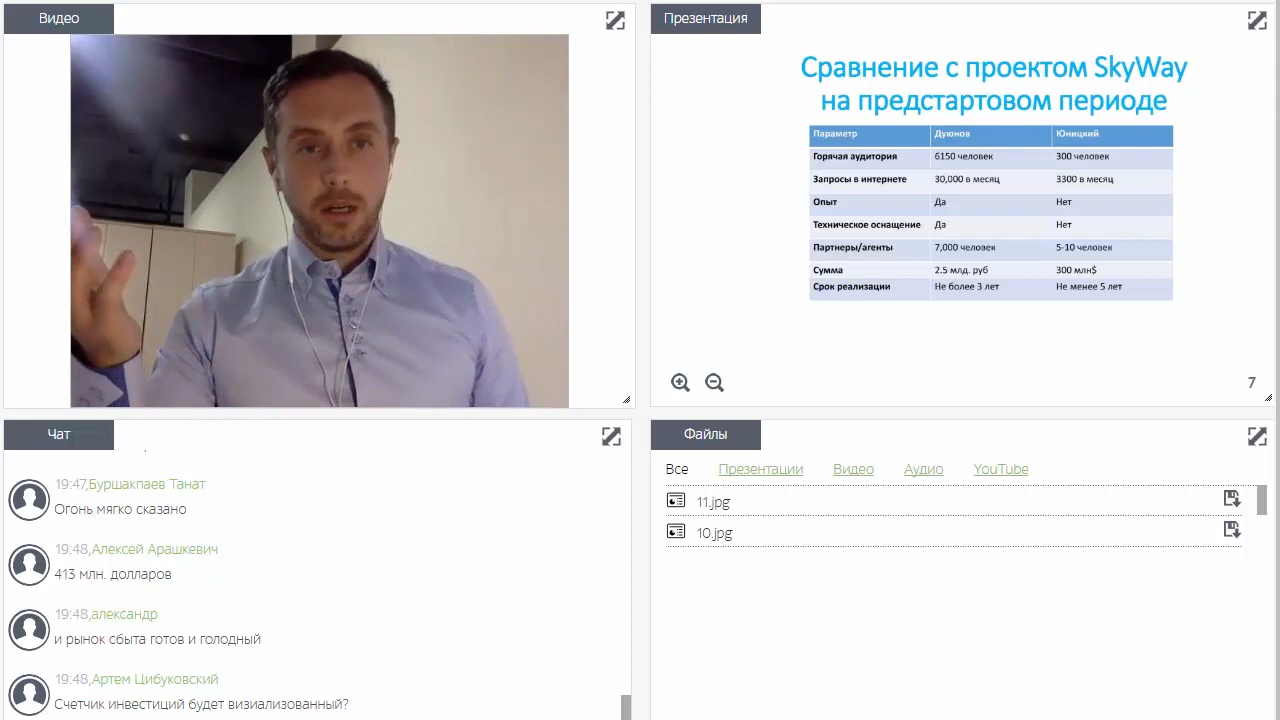 Видео
Презентация
Сравнение с проектом SkyWay
на предстартовом периоде
Параметр Дуюнов Юницкий
Горячая аудитория 6150 человек 300 человек
Запросы в интернете 30,000 в месяц 3300 в месяц
Опыт Да Нет
Техническое оснащение Да Нет
Партнеры/агенты 7,000 человек 5-10 человек
Сумма 2.5 млд. руб 300 млн$
Срок реализации Не более 3 лет Не менее 5 лет
7
Чат
19:47,Буршакпаев Танат
Огонь мягко сказано
19:48,Алексей Арашкевич
413 млн. долларов
19:48,александр
и рынок сбыта готов и голодный
19:48,Артем Цибуковский
Счетчик инвестиций будет визиализованный?
Файлы
Все Презентации Видео Аудио YouTube
11.jpg
10.jpg